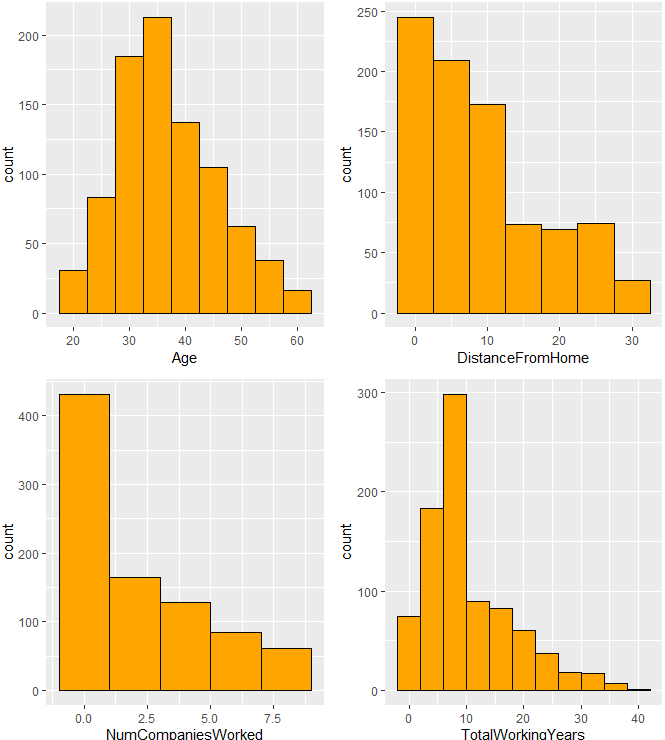 200
150
100
50
0
count
20 30 40 50 60
Age
250
200
150
100
50
0
count
0 10 20 30
DistanceFromHome
400
300
200
100
0
count
0.0 2.5 5.0 7.5
NumCompaniesWorked
300
200
100
0
count
0 10 20 30 40
TotalWorkingYears